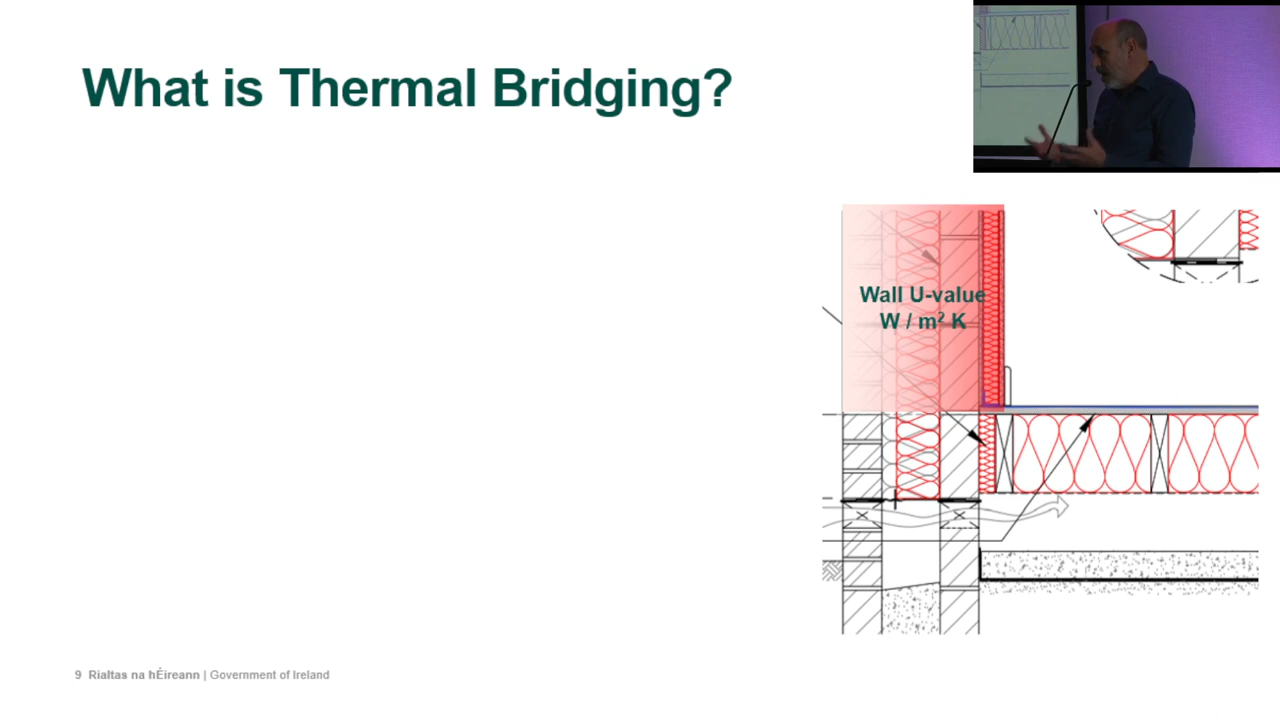 What is Thermal Bridging?
Wall U-value
W / m² K
9 Rialtas na hÉireann | Government of Ireland